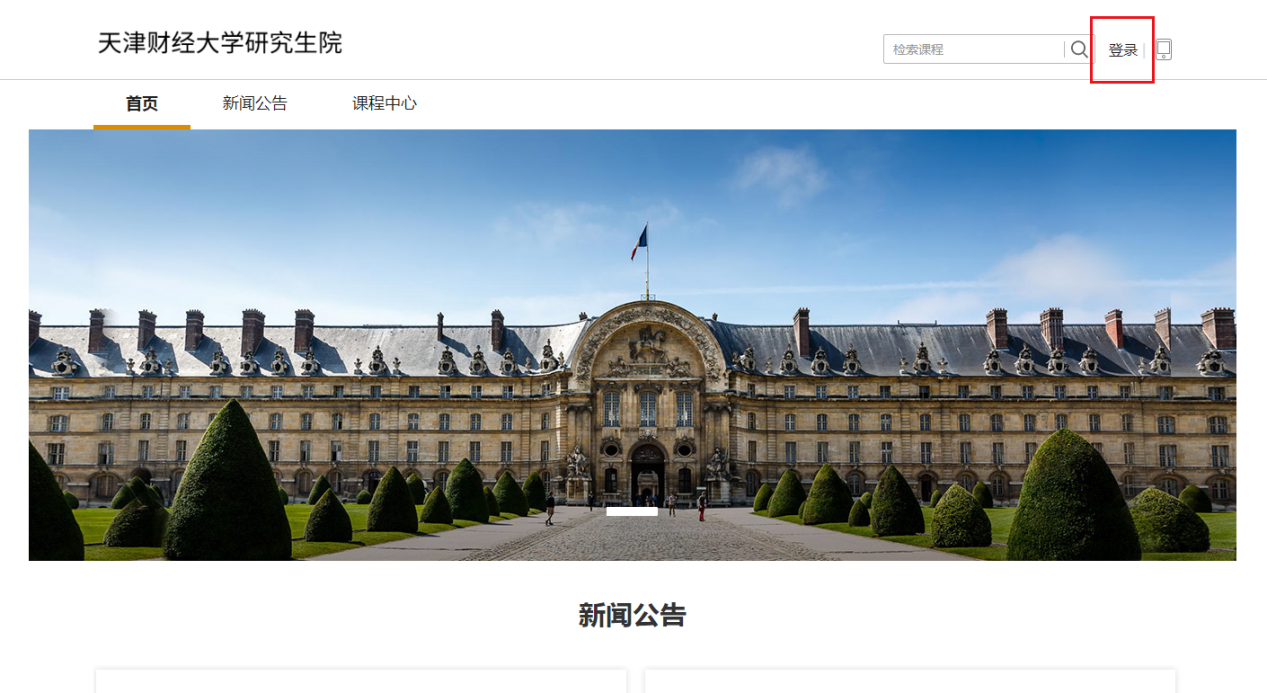 天津财经大学研究生院
检索课程
登录
首页 新闻公告 课程中心
新闻公告